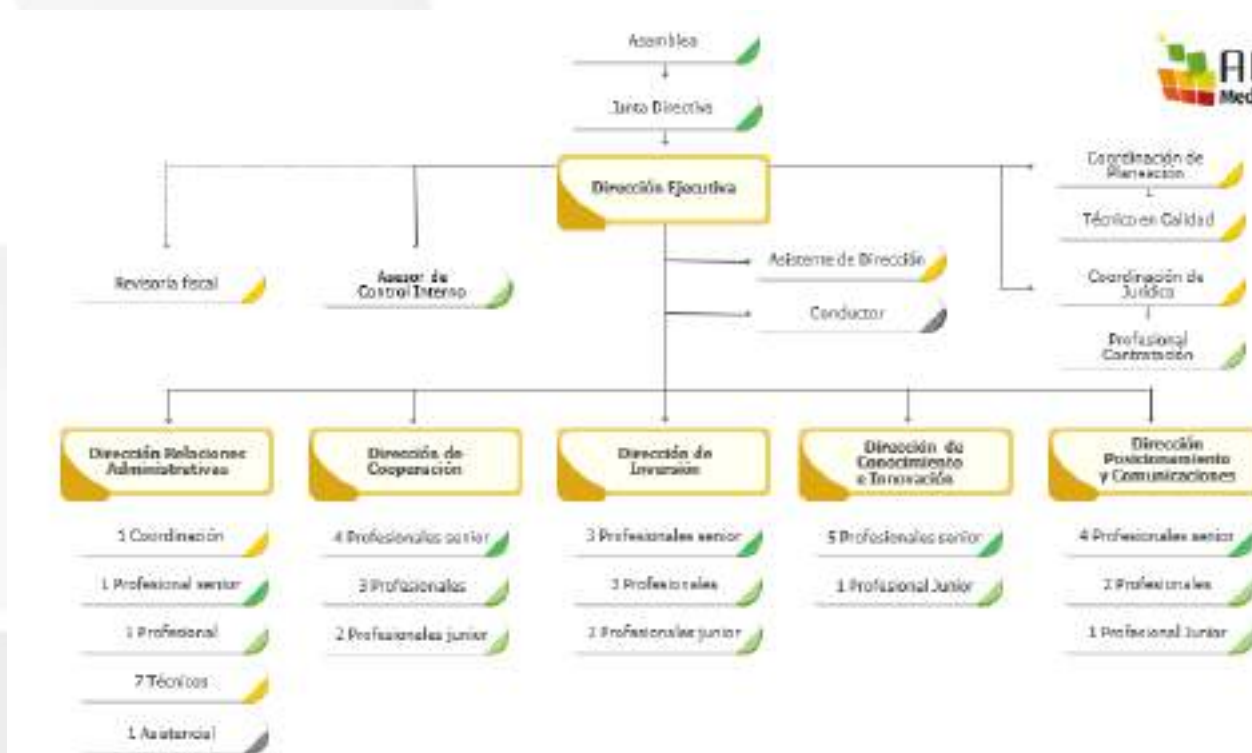 Asamblea
Junta Directiva
Dirección Ejecutiva
Coordinación de
Planeación
Técnico en Calidad
Revisoría fiscal
Asesor de
Control Interno
Asistente de Dirección
Conductor
Coordinación de
Jurídica
Profesional
Contratación
Dirección Relaciones
Administrativas
Dirección de
Cooperación
Dirección de
Inversión
Dirección de
Conocimiento
e Innovación
Dirección
Posicionamiento
y Comunicaciones
1 Coordinación
1 Profesional senior
1 Profesional
7 Técnicos
1 Asistencial
4 Profesionales senior
3 Profesionales
2 Profesionales junior
3 Profesionales senior
Profesionales
Profesionales junior
5 Profesionales senior
1 Profesional Junior
4 Profesionales senior
2 Profesionales
1 Profesional Junior